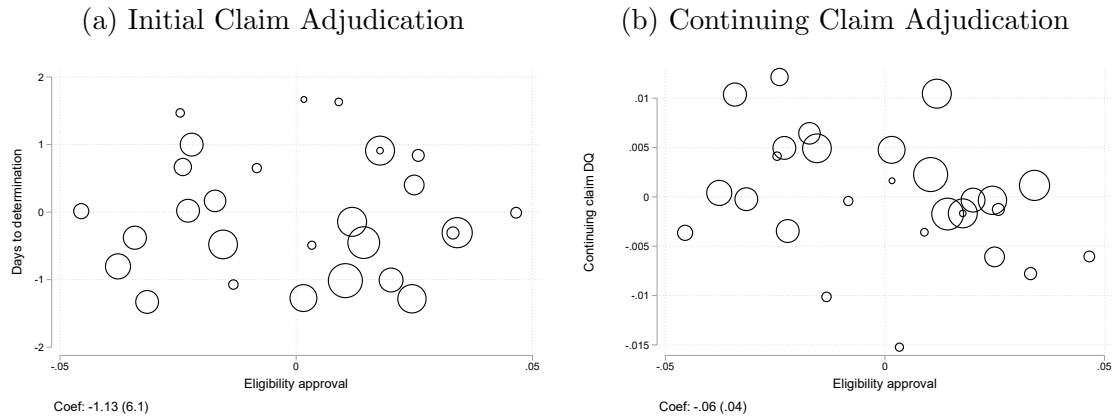 (a) Initial Claim Adjudication
2
1
0
-1
-2
Days to determination
-.05
0
.05
Eligibility approval
Coef: -1.13 (6.1)
(b) Continuing Claim Adjudication
.01
.005
0
-.005
-.01
-.015
Continuing claim DQ
-.05
0
.05
Eligibility approval
Coef: -.06 (.04)